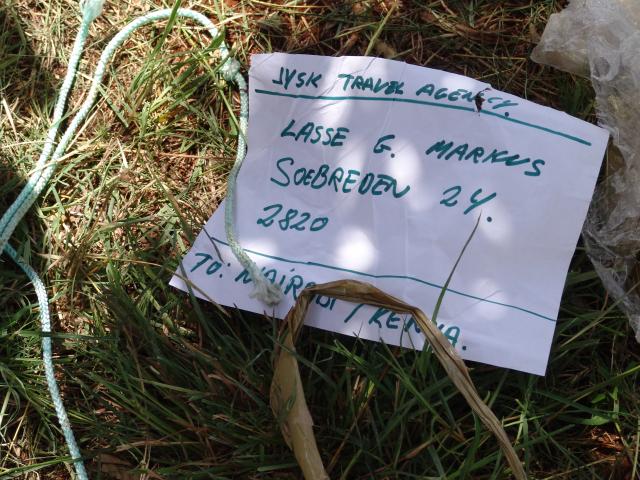 JYSK TRAVEL AGENCY.
LASSE G. MARKUS
SOEBREDEN 24.
2820
TO: NAIROBI / KENYA.